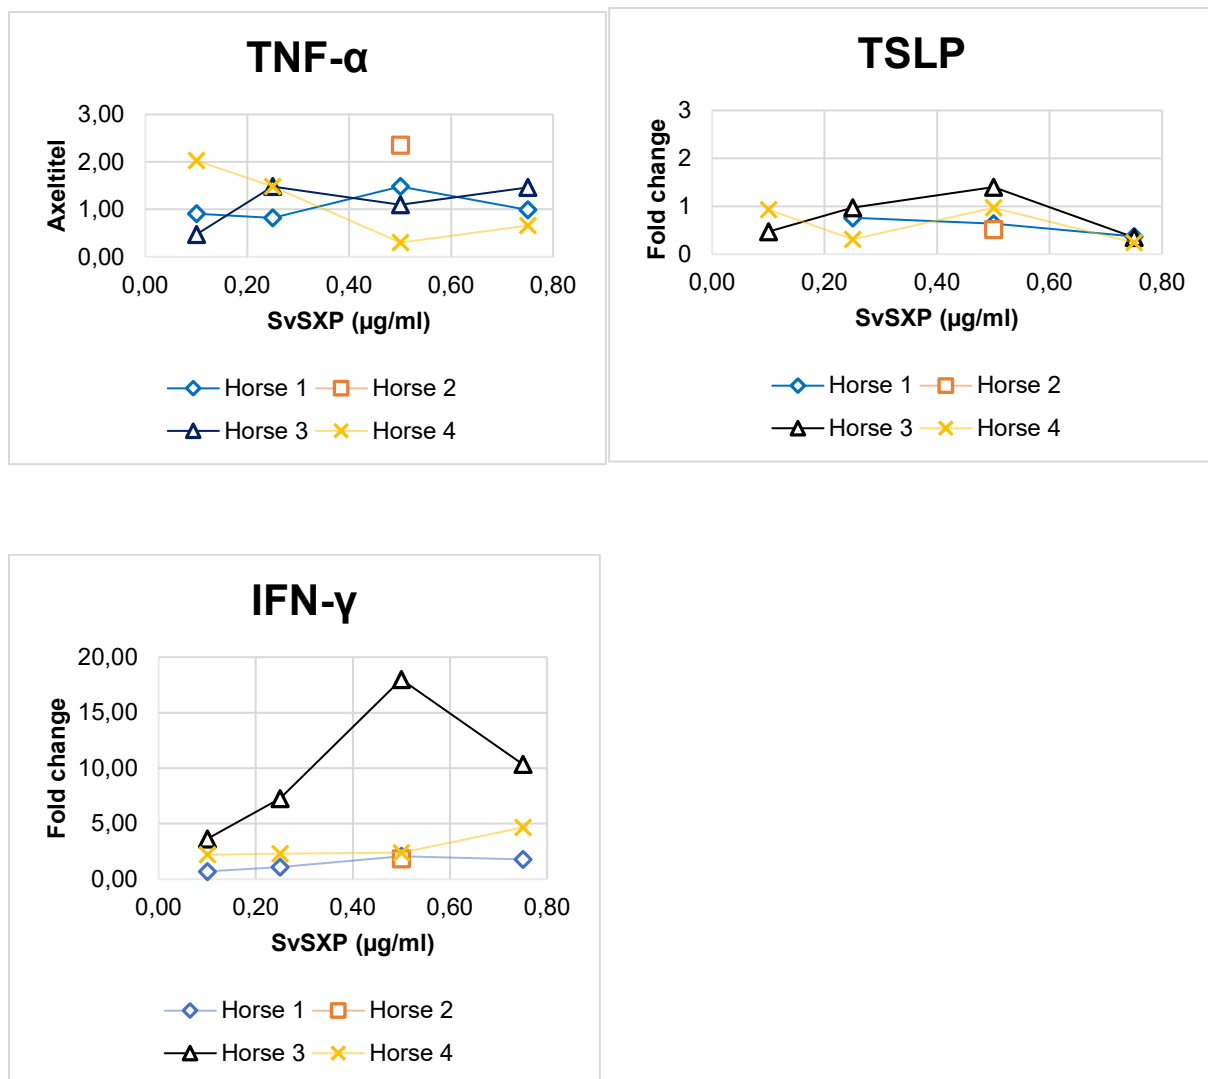 TNF-α
3,00
2,00
1,00
0,00
Axeltitel
0,00 0,20 0,40 0,60 0,80
SvSXP (µg/ml)
Horse 1 Horse 2
Horse 3 Horse 4
TSLP
3
2
1
0
Fold change
0,00 0,20 0,40 0,60 0,80
SvSXP (µg/ml)
Horse 1 Horse 2
Horse 3 Horse 4
IFN-γ
20,00
15,00
10,00
5,00
0,00
Fold change
0,00 0,20 0,40 0,60 0,80
SvSXP (µg/ml)
Horse 1 Horse 2
Horse 3 Horse 4